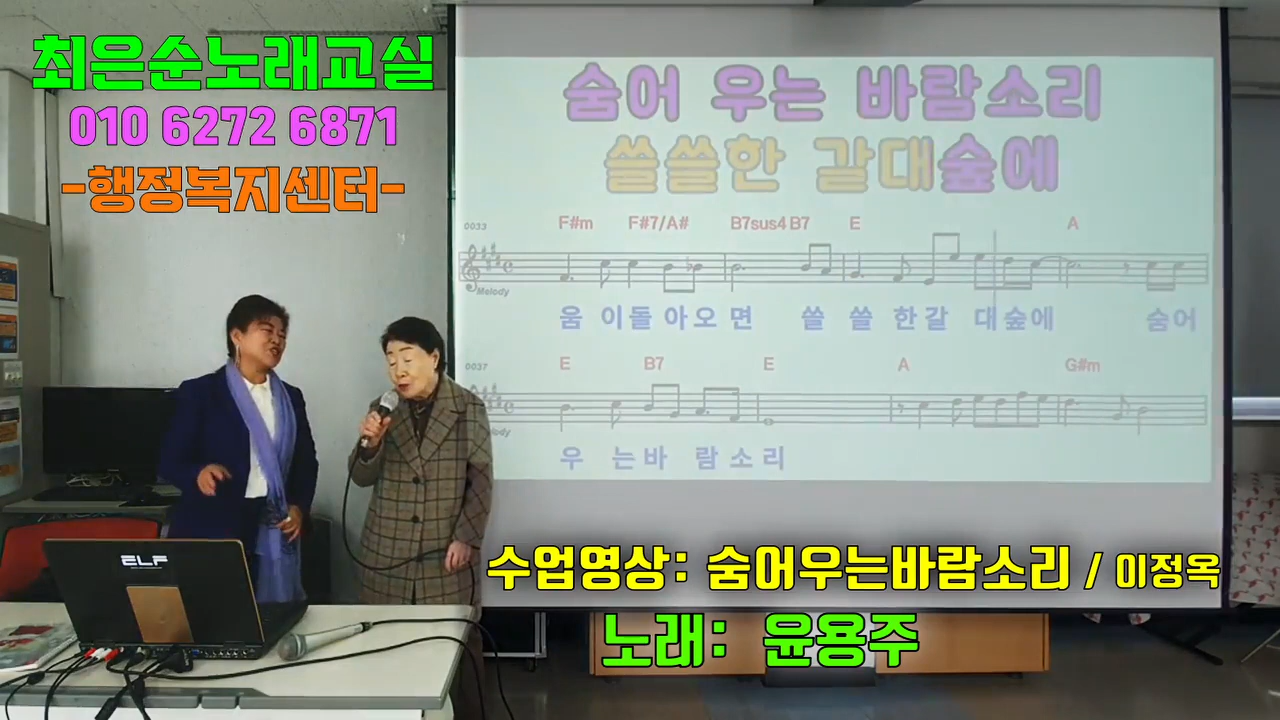 최은순노래교실
010 6272 6871
-행정복지센터-
숨어 우는 바람소리
쓸쓸한 갈대숲에
0033
F#m F#7/A# B7sus4 B7 E A
Melody
움 이돌 아오 면 쓸 쓸 한갈 대숲에 숨어
0037
E B7 E A G#m
우 는바 람 소 리
ELF
수업영상: 숨어우는바람소리 / 이정옥
노래: 윤용주